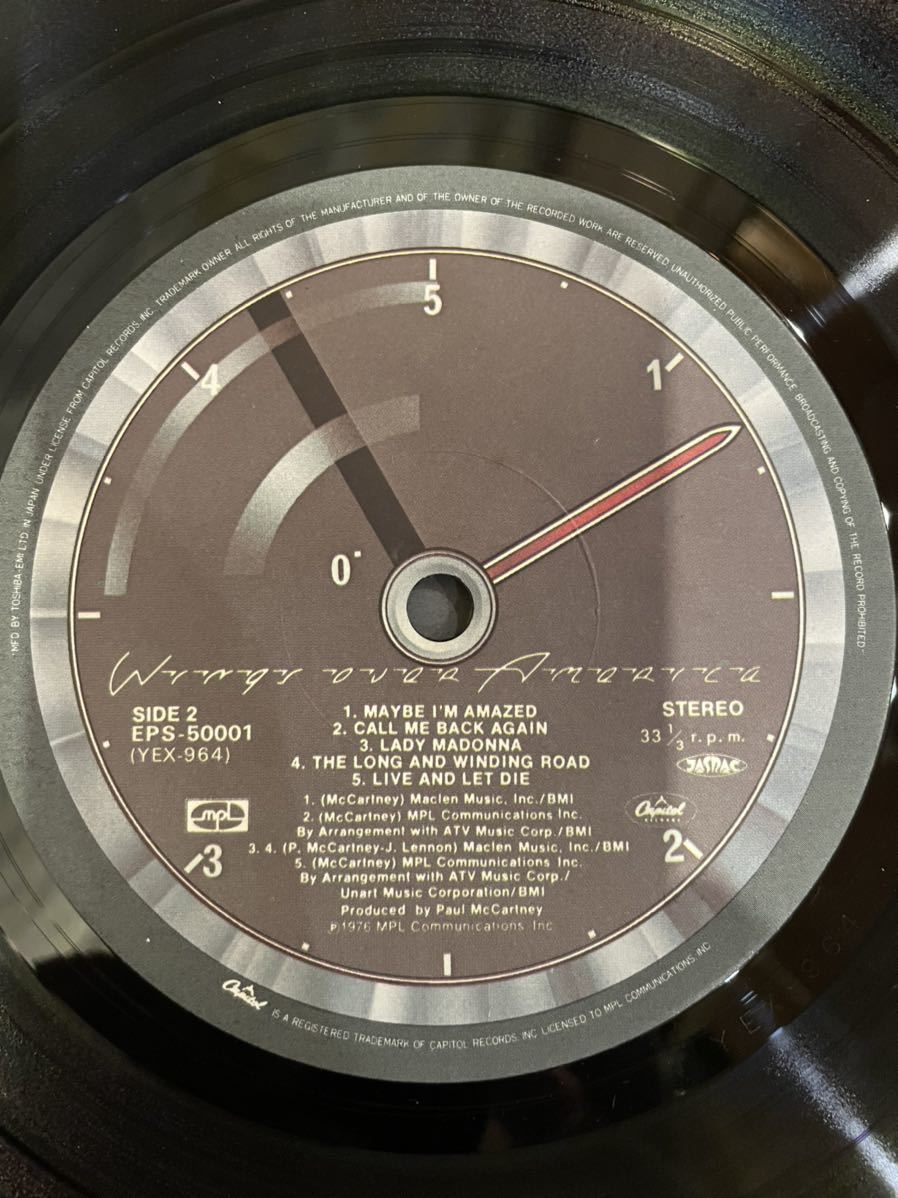 "MFD BY TOSHIBA-EMI LTD. IN JAPAN UNDER LICENSE FROM CAPITOL RECORDS, INC. TRADEMARK OWNER. ALL RIGHTS OF THE MANUFACTURER AND OF THE OWNER OF THE RECORDED WORK ARE RESERVED. UNAUTHORIZED PUBLIC PERFORMANCE, BROADCASTING AND COPYING OF THE RECORD PROHIBITED"
5
4
1
0
Wings over America
SIDE 2
EPS-50001
(YEX-964)
1. MAYBE I'M AMAZED
2. CALL ME BACK AGAIN
3. LADY MADONNA
4. THE LONG AND WINDING ROAD
5. LIVE AND LET DIE
STEREO
33 1/3 r.p.m.
JASRAC
1. (McCartney) Maclen Music, Inc./BMI
2. (McCartney) MPL Communications Inc.
By Arrangement with ATV Music Corp./BMI
3. 4. (P. McCartney-J. Lennon) Maclen Music, Inc./BMI
5. (McCartney) MPL Communications Inc.
By Arrangement with ATV Music Corp./
Unart Music Corporation/BMI
Produced by Paul McCartney
℗1976 MPL Communications Inc
mpl
Capitol
RECORDS
3
2
Capitol IS A REGISTERED TRADEMARK OF CAPITOL RECORDS, INC. LICENSED TO MPL COMMUNICATIONS, INC